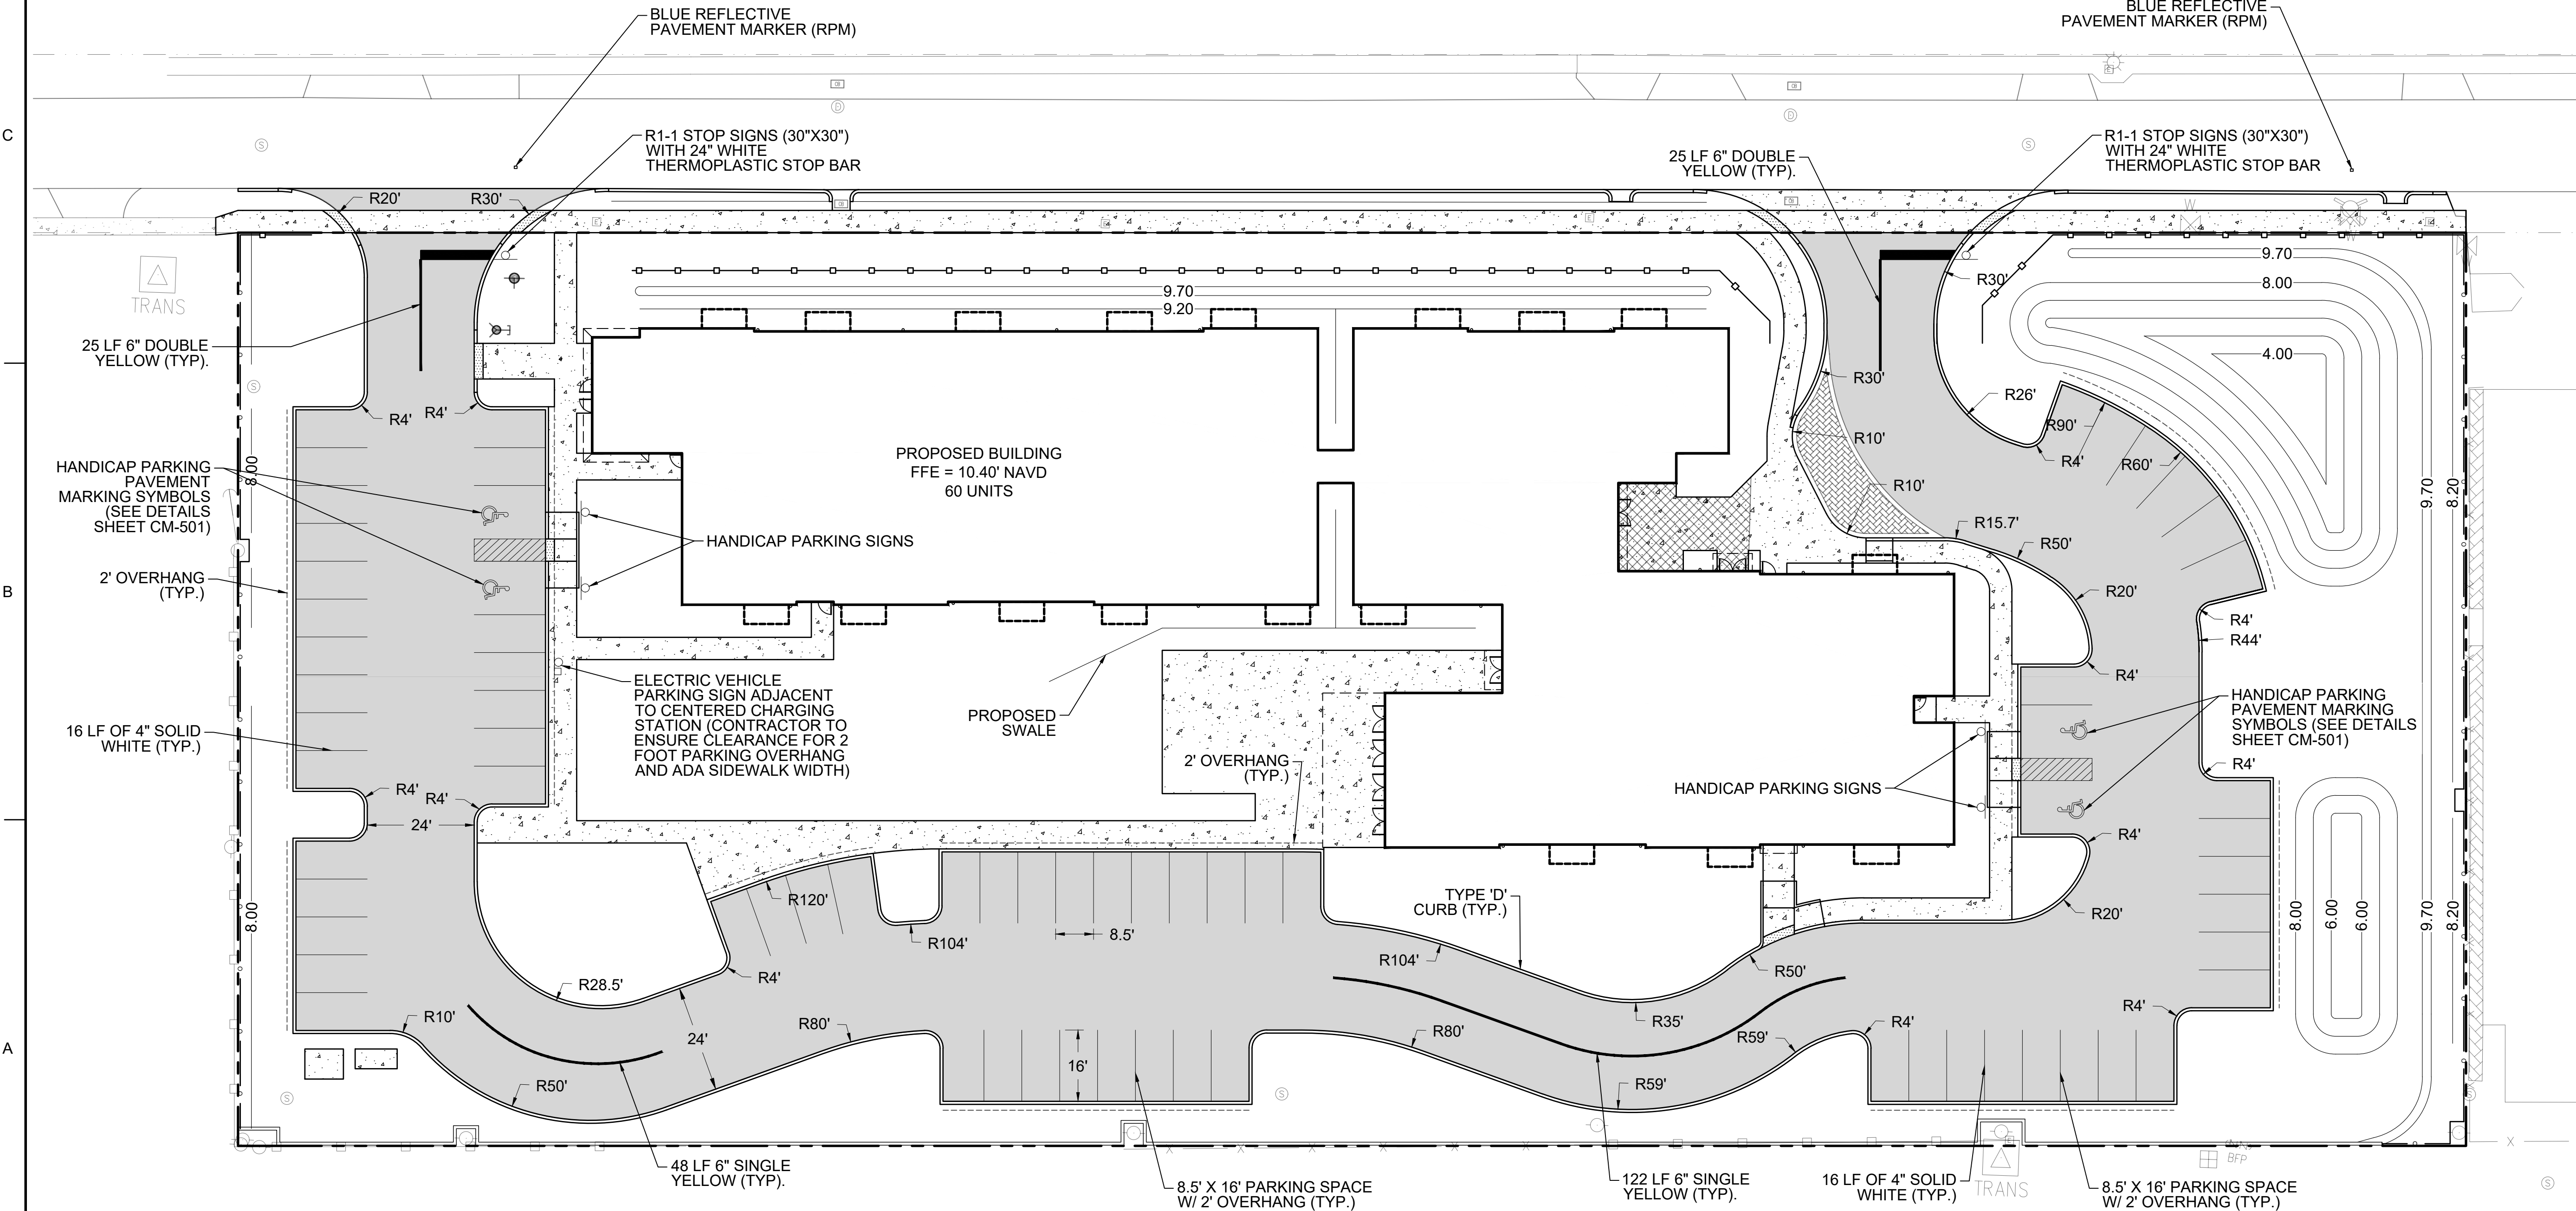 BLUE REFLECTIVE
PAVEMENT MARKER (RPM)
BLUE REFLECTIVE
PAVEMENT MARKER (RPM)
C
R1-1 STOP SIGNS (30"X30")
WITH 24" WHITE
THERMOPLASTIC STOP BAR
25 LF 6" DOUBLE
YELLOW (TYP).
R1-1 STOP SIGNS (30"X30")
WITH 24" WHITE
THERMOPLASTIC STOP BAR
R20'
R30'
TRANS
25 LF 6" DOUBLE
YELLOW (TYP).
9.70
9.20
R30'
9.70
8.00
4.00
R30'
R26'
R4'
R4'
R90'
R10'
R4'
R60'
R10'
HANDICAP PARKING
PAVEMENT
MARKING SYMBOLS
(SEE DETAILS
SHEET CM-501)
8.00
PROPOSED BUILDING
FFE = 10.40' NAVD
60 UNITS
9.70
8.20
HANDICAP PARKING SIGNS
R15.7'
R50'
B
2' OVERHANG
(TYP.)
R20'
R4'
R44'
R4'
ELECTRIC VEHICLE
PARKING SIGN ADJACENT
TO CENTERED CHARGING
STATION (CONTRACTOR TO
ENSURE CLEARANCE FOR 2
FOOT PARKING OVERHANG
AND ADA SIDEWALK WIDTH)
PROPOSED
SWALE
HANDICAP PARKING
PAVEMENT MARKING
SYMBOLS (SEE DETAILS
SHEET CM-501)
16 LF OF 4" SOLID
WHITE (TYP.)
2' OVERHANG
(TYP.)
R4'
R4'
R4'
HANDICAP PARKING SIGNS
24'
R4'
8.00
R120'
R104'
8.5'
TYPE 'D'
CURB (TYP.)
R20'
8.00
6.00
6.00
9.70
8.20
R104'
R50'
R4'
R28.5'
R10'
R80'
24'
R35'
R80'
R59'
R4'
R4'
A
16'
R50'
R59'
48 LF 6" SINGLE
YELLOW (TYP).
8.5' X 16' PARKING SPACE
W/ 2' OVERHANG (TYP.)
122 LF 6" SINGLE
YELLOW (TYP).
16 LF OF 4" SOLID
WHITE (TYP.)
TRANS
8.5' X 16' PARKING SPACE
W/ 2' OVERHANG (TYP.)
BFP